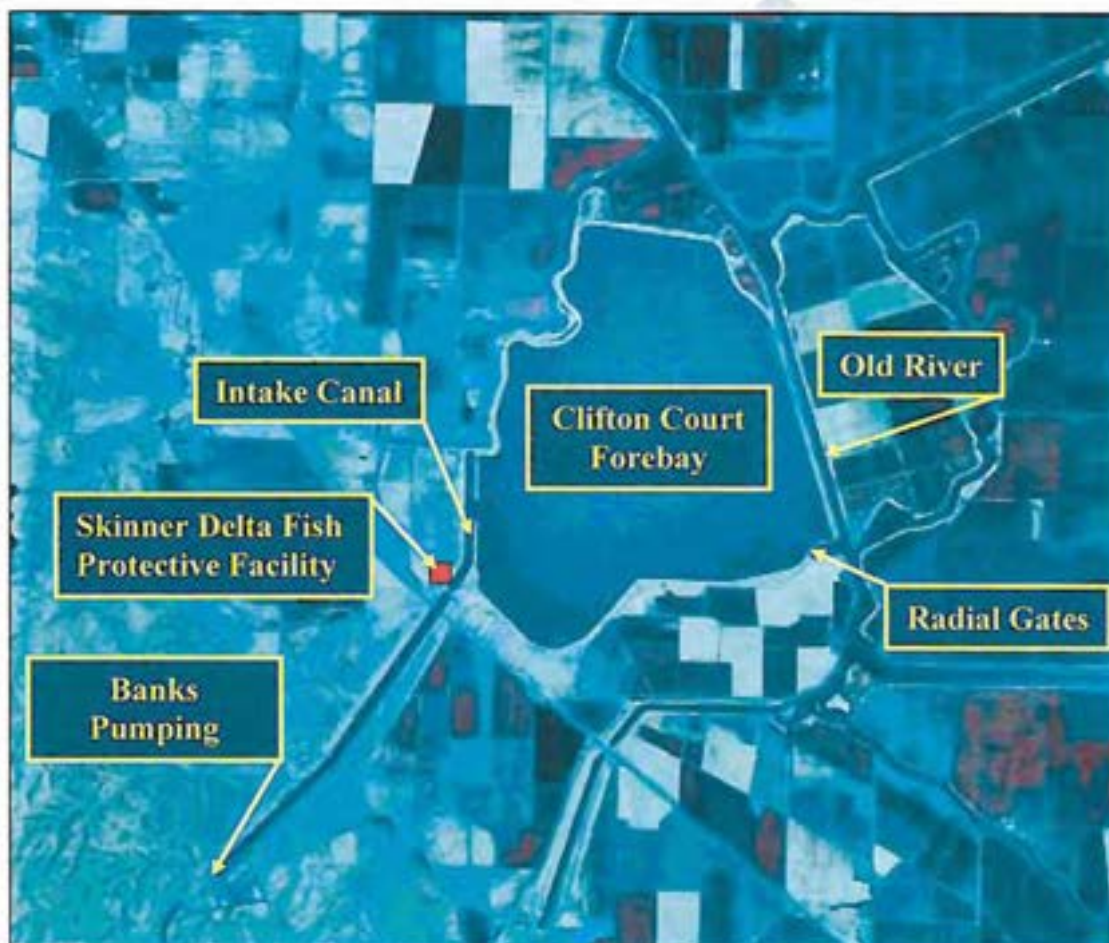 Intake Canal
Old River
Clifton Court
Forebay
Skinner Delta Fish
Protective Facility
Radial Gates
Banks
Pumping